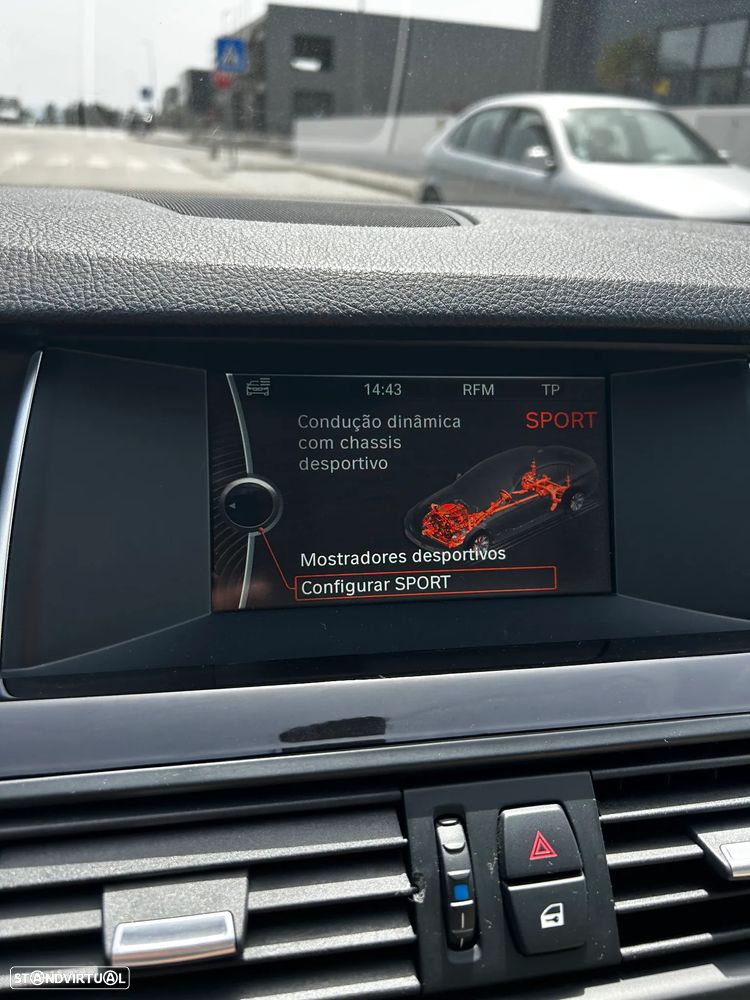 14:43 RFM TP
Condução dinâmica SPORT
com chassis
desportivo
Mostradores desportivos
Configurar SPORT
STANDVIRTUAL